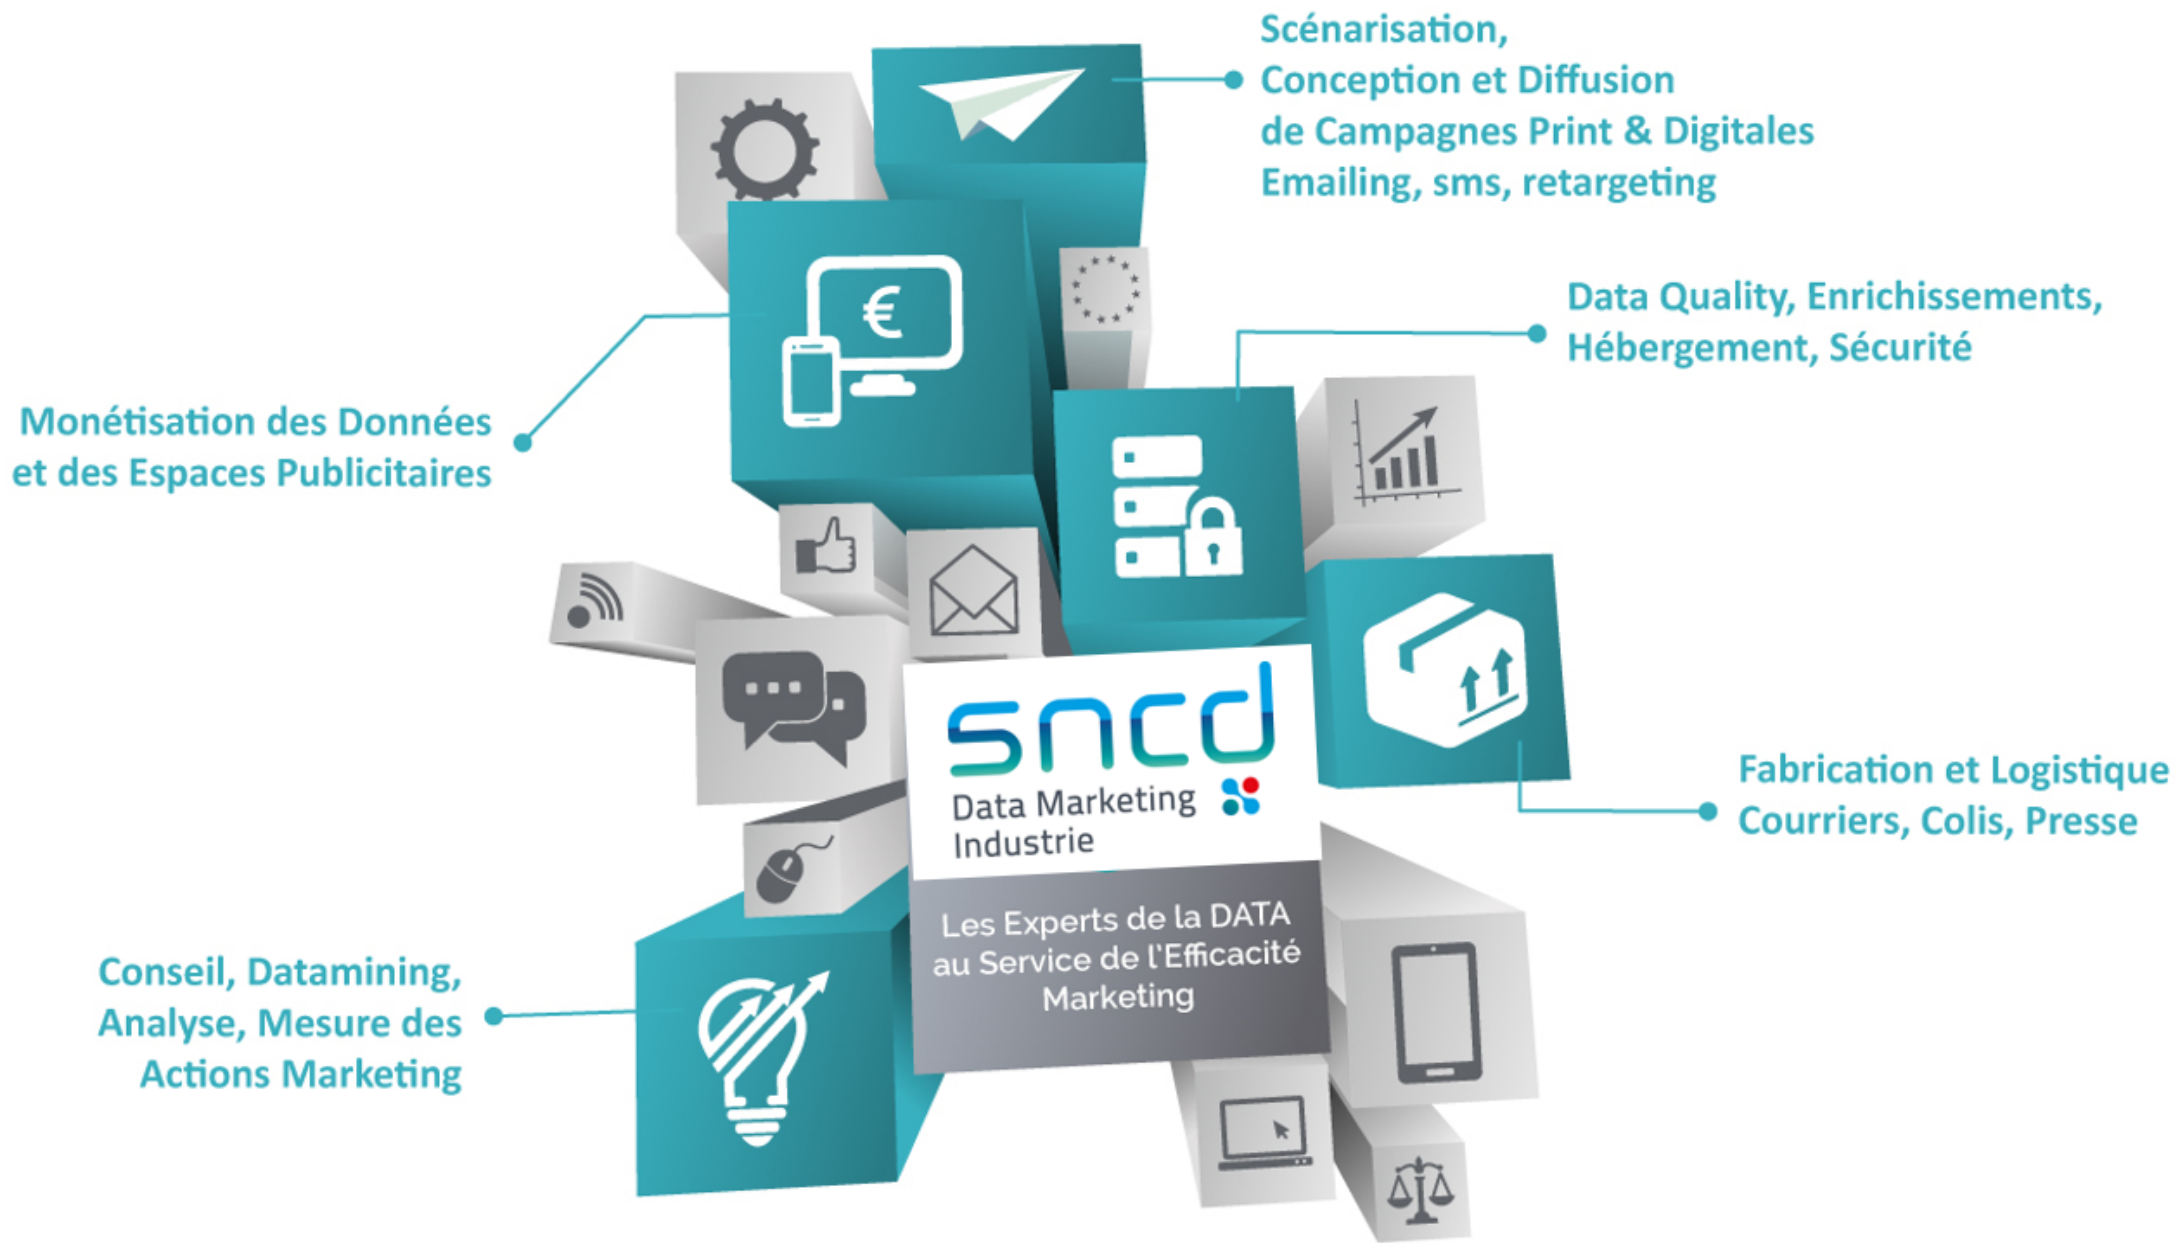 Scénarisation,
Conception et Diffusion
de Campagnes Print & Digitales
Emailing, sms, retargeting
Data Quality, Enrichissements,
Hébergement, Sécurité
€
Monétisation des Données
et des Espaces Publicitaires
sncd
Data Marketing
Industrie
Fabrication et Logistique
Courriers, Colis, Presse
Les Experts de la DATA
au Service de l'Efficacité
Marketing
Conseil, Datamining,
Analyse, Mesure des
Actions Marketing